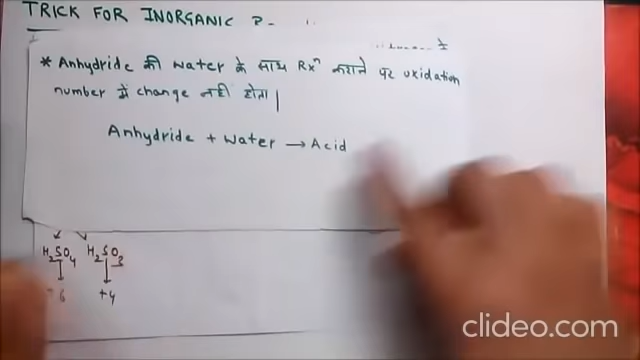 TRICK FOR INORGANIC
* Anhydride की water के साथ Rxⁿ कराने पर oxidation
number में change नही होता |
Anhydride + water → Acid
H₂SO₄ H₂SO₃
+6 +4
clideo.com